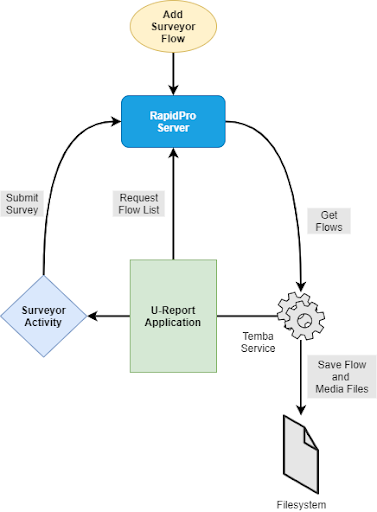 Add
Surveyor
Flow
RapidPro
Server
Submit
Survey
Request
Flow List
Get
Flows
Surveyor
Activity
U-Report
Application
Temba
Service
Save Flow
and
Media Files
Filesystem